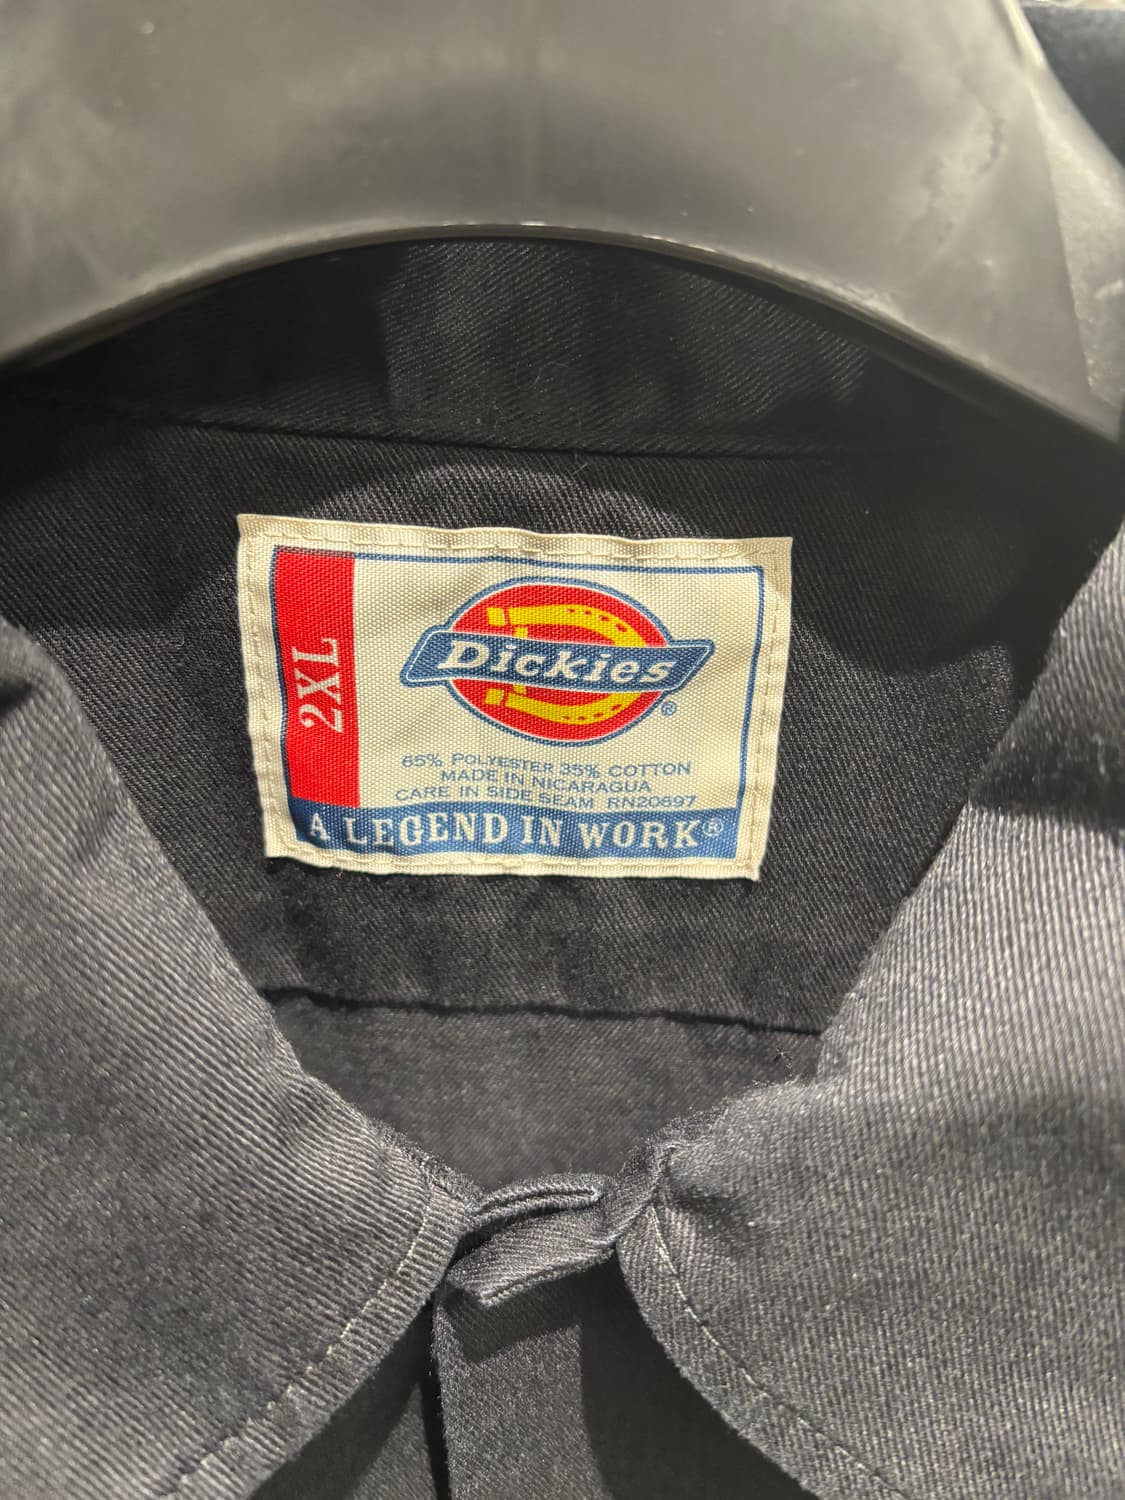 2XL
Dickies®
65% POLYESTER 35% COTTON
MADE IN NICARAGUA
CARE IN SIDE SEAM RN20697
A LEGEND IN WORK®